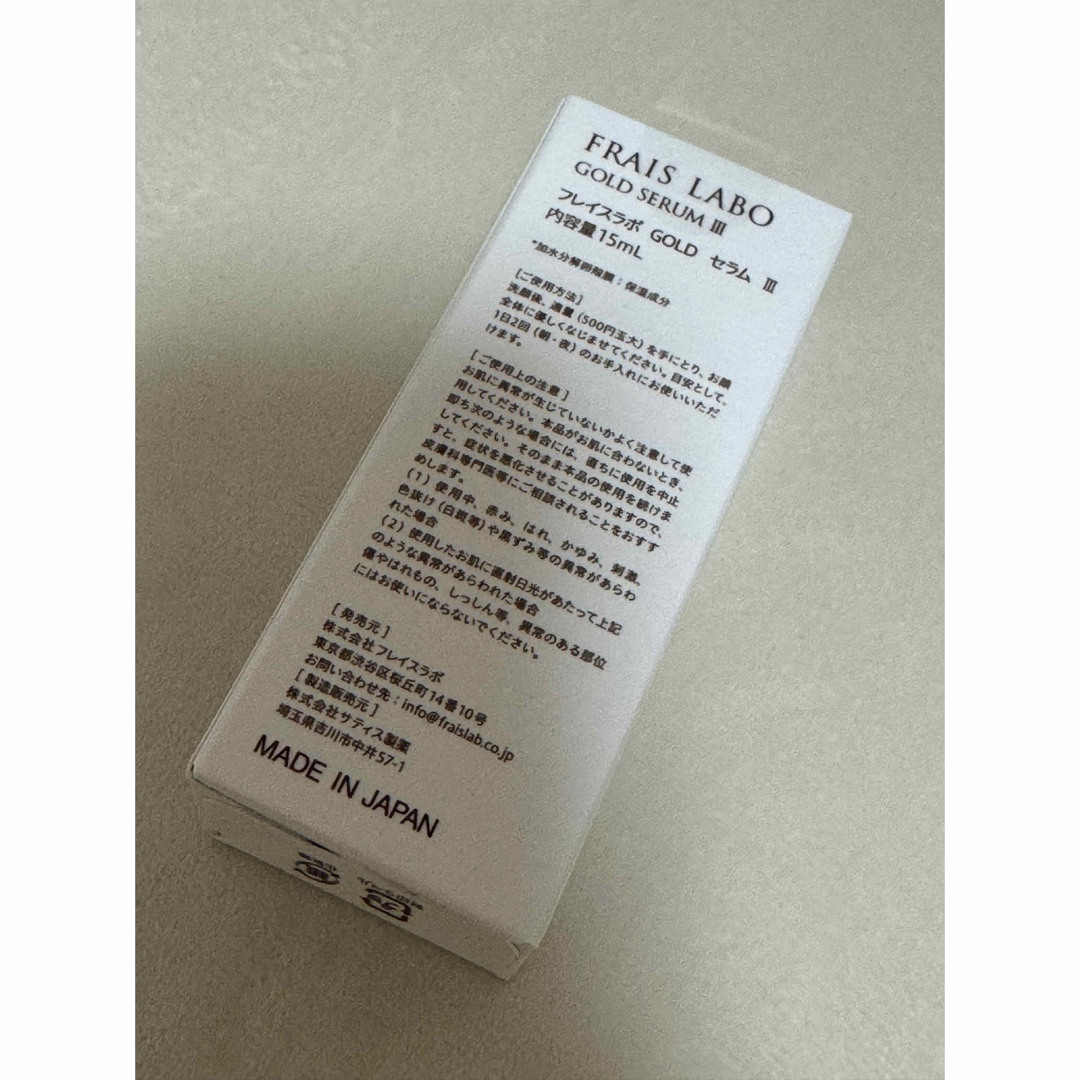 FRAIS LABO
GOLD SERUM Ⅲ
フレイスラボ GOLD セラム Ⅲ
内容量15mL
*加水分解卵殻膜：保湿成分
[ご使用方法]
洗顔後、適量（500円玉大）を手にとり、お顔
全体に優しくなじませてください。目安として、
1日2回（朝・夜）のお手入れにお使いいただ
けます。
[ご使用上の注意]
お肌に異常が生じていないかよく注意して使
用してください。本品がお肌に合わないとき、
即ち次のような場合には、直ちに使用を中止
してください。そのまま本品の使用を続けま
すと、症状を悪化させることがありますので、
皮膚科専門医等にご相談されることをおすす
めします。
（1）使用中、赤み、はれ、かゆみ、刺激、
色抜け（白斑等）や黒ずみ等の異常があらわ
れた場合
（2）使用したお肌に直射日光があたって上記
のような異常があらわれた場合
傷やはれもの、しっしん等、異常のある部位
にはお使いにならないでください。
[発売元]
株式会社フレイスラボ
東京都渋谷区桜丘町14番10号
お問い合わせ先：info@fraislab.co.jp
[製造販売元]
株式会社サティス製薬
埼玉県吉川市中井57-1
MADE IN JAPAN